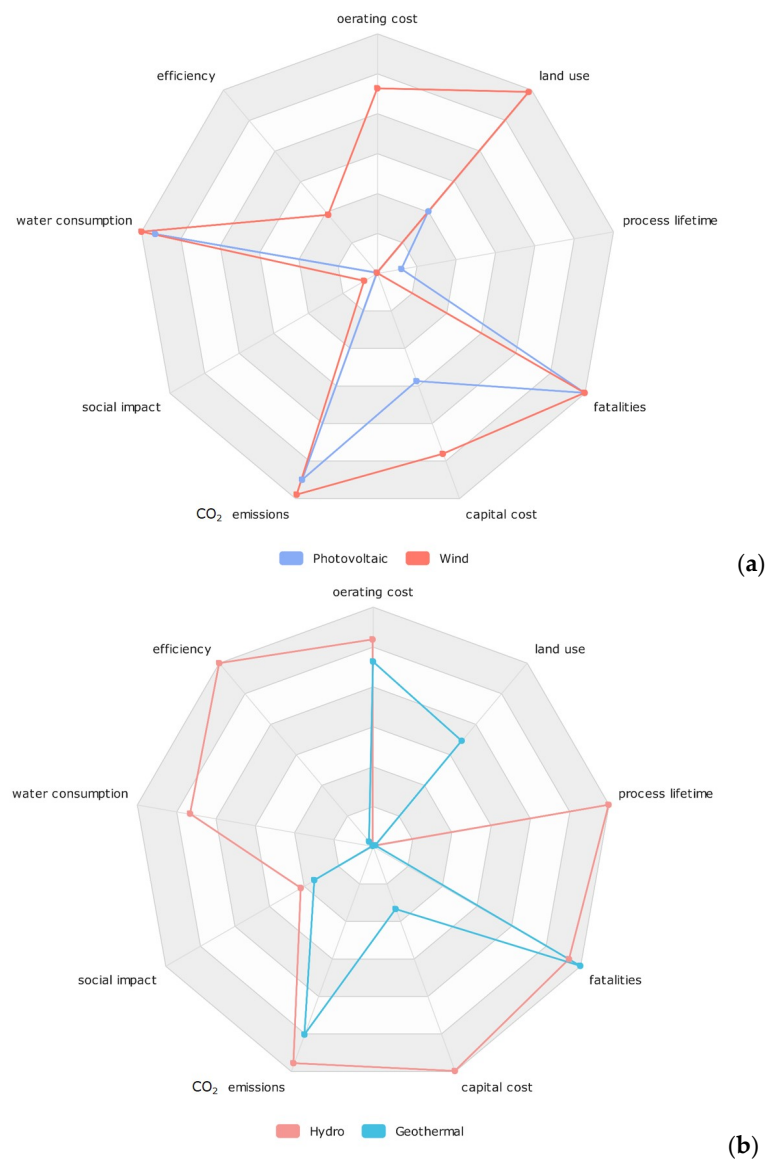 oerating cost
efficiency
land use
water consumption
process lifetime
social impact
fatalities
CO₂ emissions
capital cost
Photovoltaic
Wind
(a)
oerating cost
efficiency
land use
water consumption
process lifetime
social impact
fatalities
CO₂ emissions
capital cost
Hydro
Geothermal
(b)